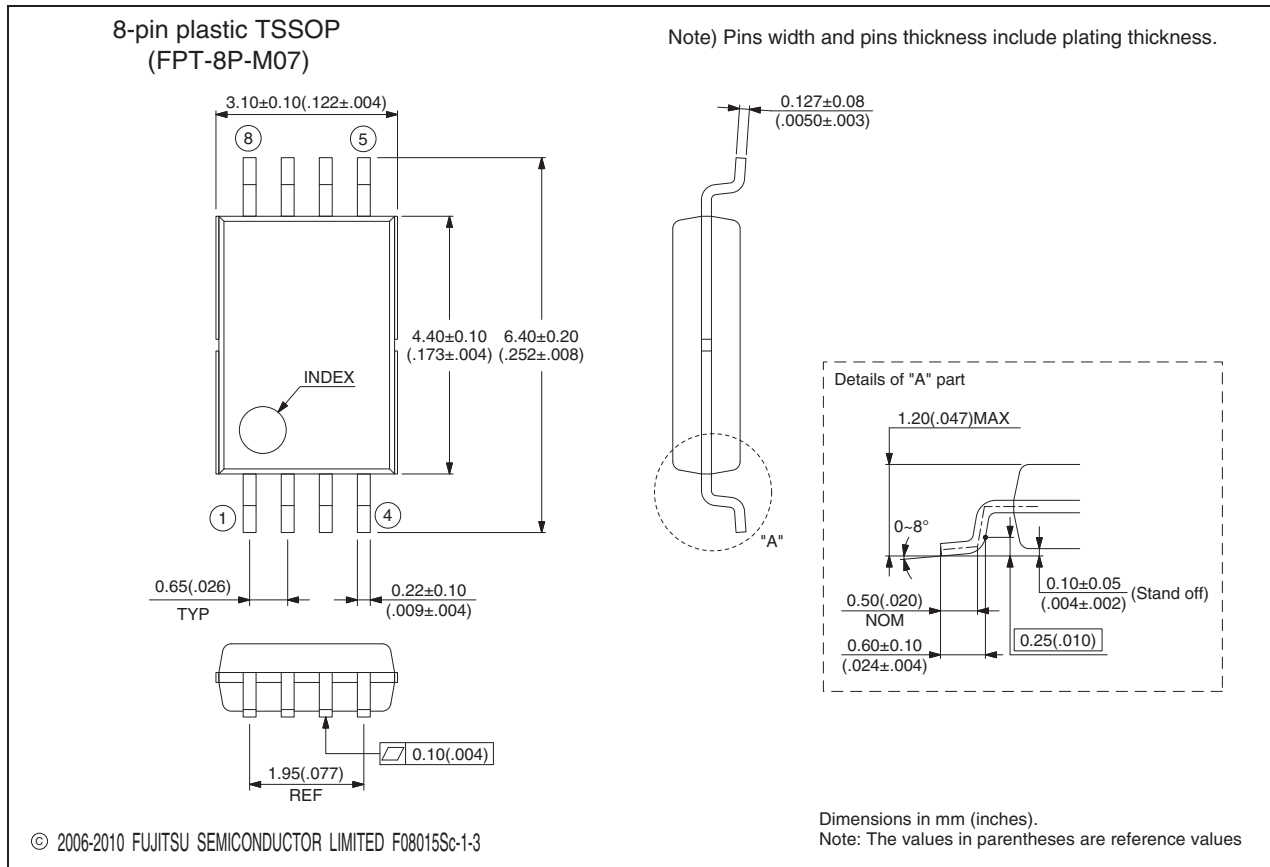 8-pin plastic TSSOP
(FPT-8P-M07)
Note) Pins width and pins thickness include plating thickness.
3.10±0.10(.122±.004)
8
5
0.127±0.08
(.0050±.003)
4.40±0.10
(.173±.004)
6.40±0.20
(.252±.008)
INDEX
1
4
"A"
0.65(.026)
TYP
0.22±0.10
(.009±.004)
Details of "A" part
1.20(.047)MAX
0~8°
0.50(.020)
NOM
0.60±0.10
(.024±.004)
0.10±0.05
(.004±.002)
(Stand off)
0.25(.010)
0.10(.004)
1.95(.077)
REF
© 2006-2010 FUJITSU SEMICONDUCTOR LIMITED F08015Sc-1-3
Dimensions in mm (inches).
Note: The values in parentheses are reference values